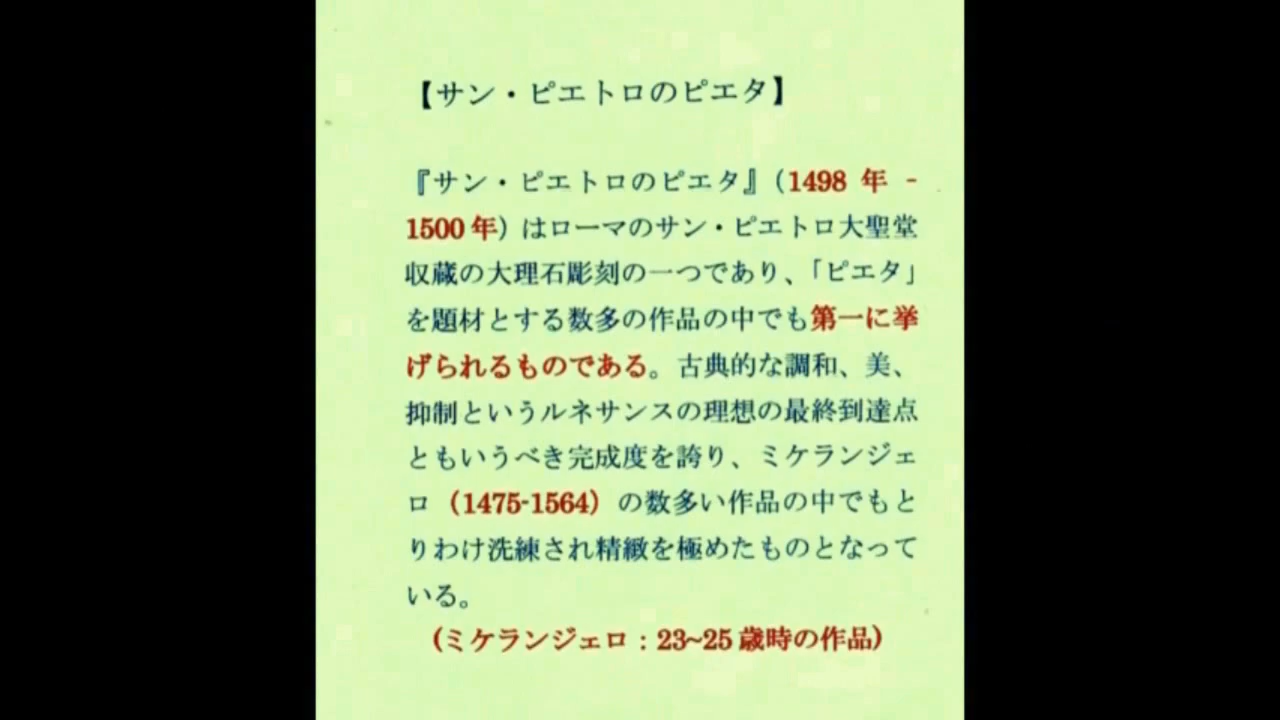 【サン・ピエトロのピエタ】
『サン・ピエトロのピエタ』（1498 年 -
1500 年）はローマのサン・ピエトロ大聖堂
収蔵の大理石彫刻の一つであり、「ピエタ」
を題材とする数多の作品の中でも第一に挙
げられるものである。古典的な調和、美、
抑制というルネサンスの理想の最終到達点
ともいうべき完成度を誇り、ミケランジェ
ロ（1475-1564）の数多い作品の中でもと
りわけ洗練され精緻を極めたものとなって
いる。
(ミケランジェロ：23~25 歳時の作品)